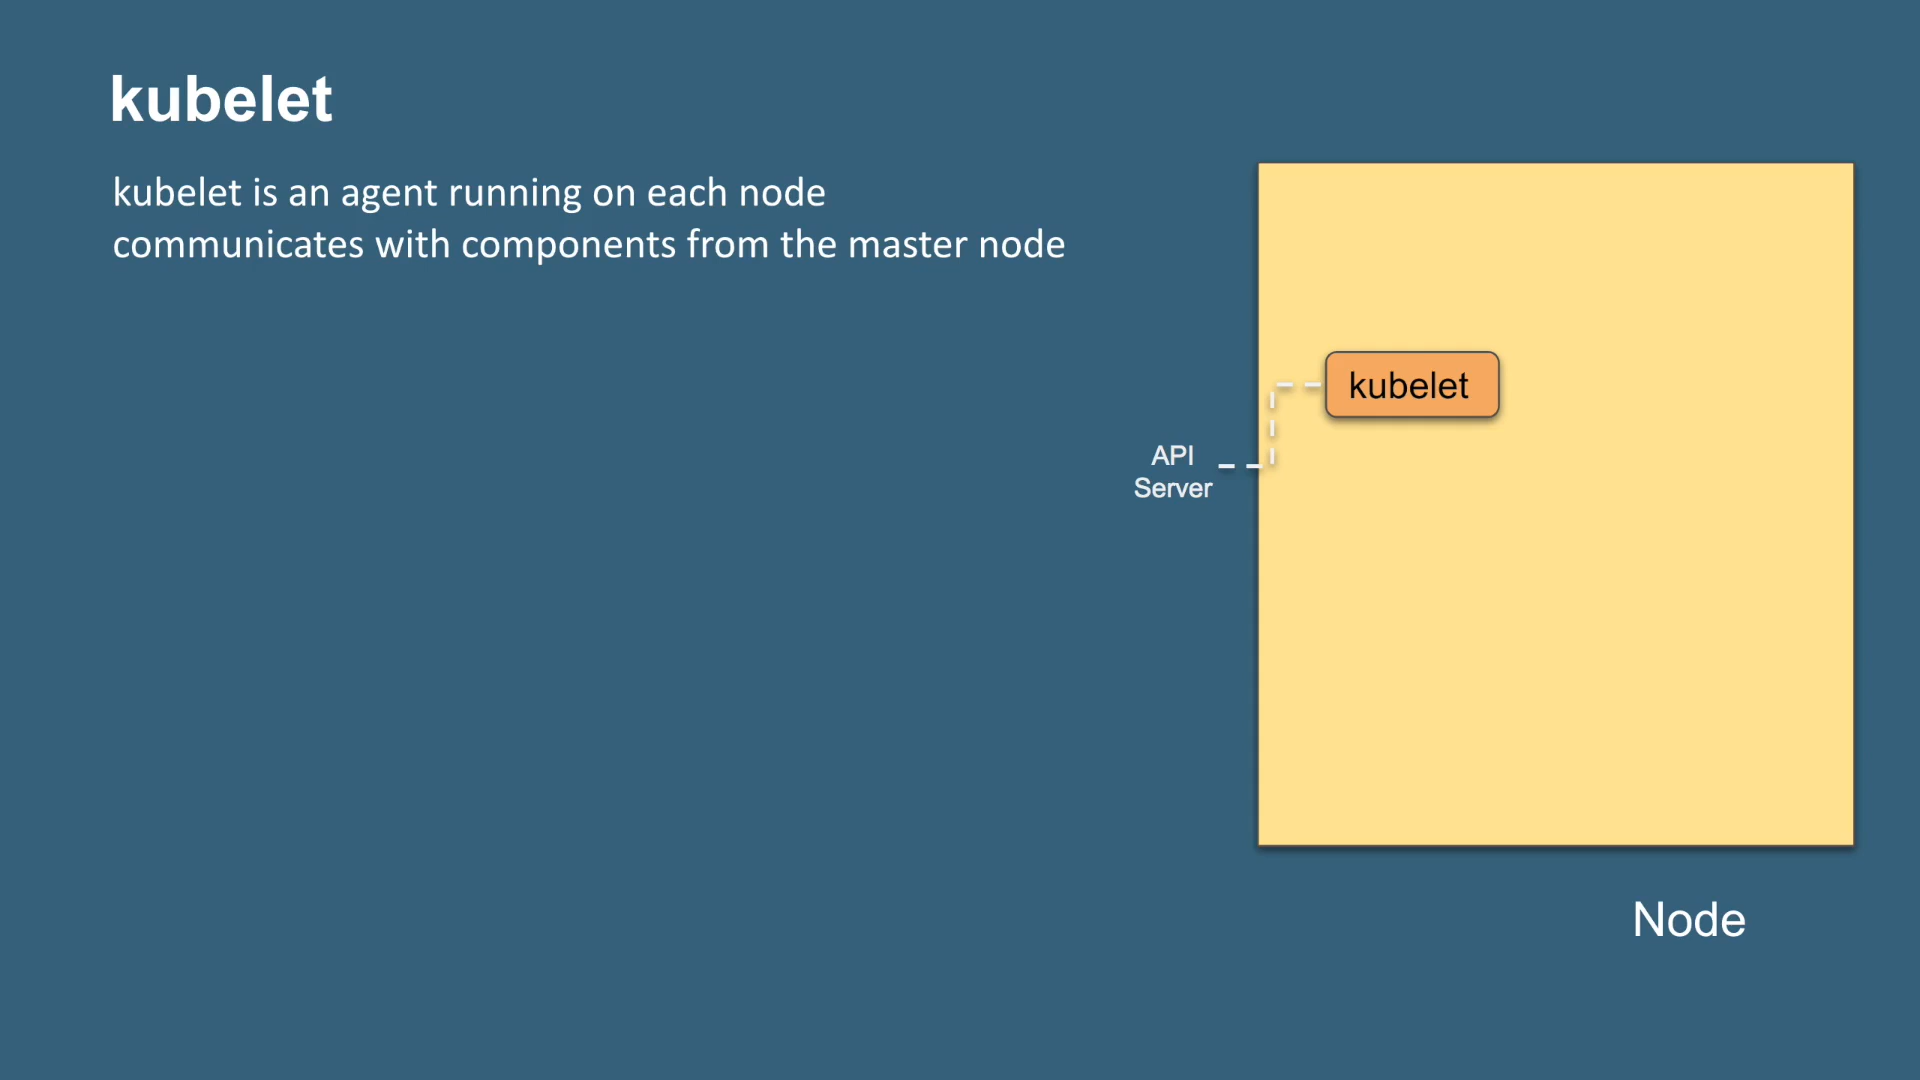 kubelet
kubelet is an agent running on each node
communicates with components from the master node
kubelet
API
Server
Node